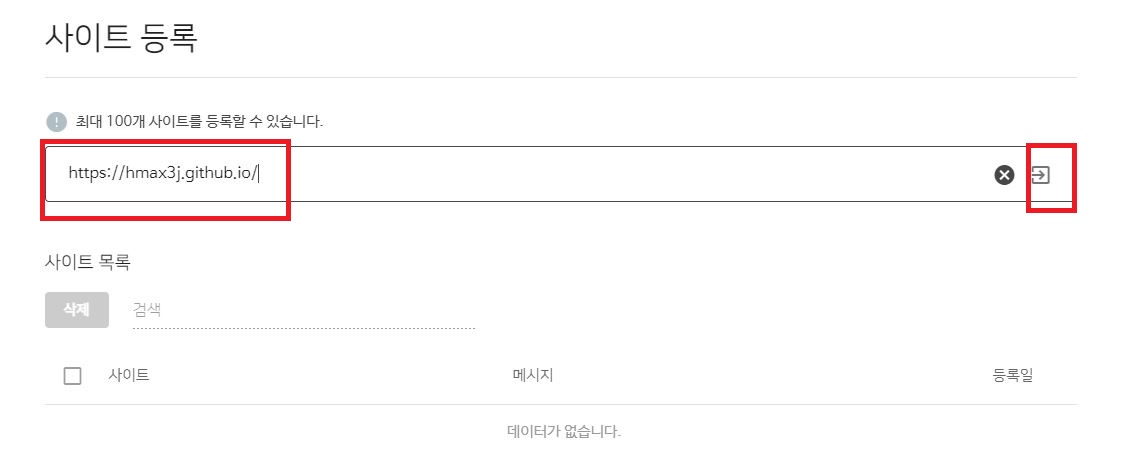 사이트 등록
최대 100개 사이트를 등록할 수 있습니다.
https://hmax3j.github.io/
사이트 목록
삭제 검색
사이트 메시지 등록일
데이터가 없습니다.